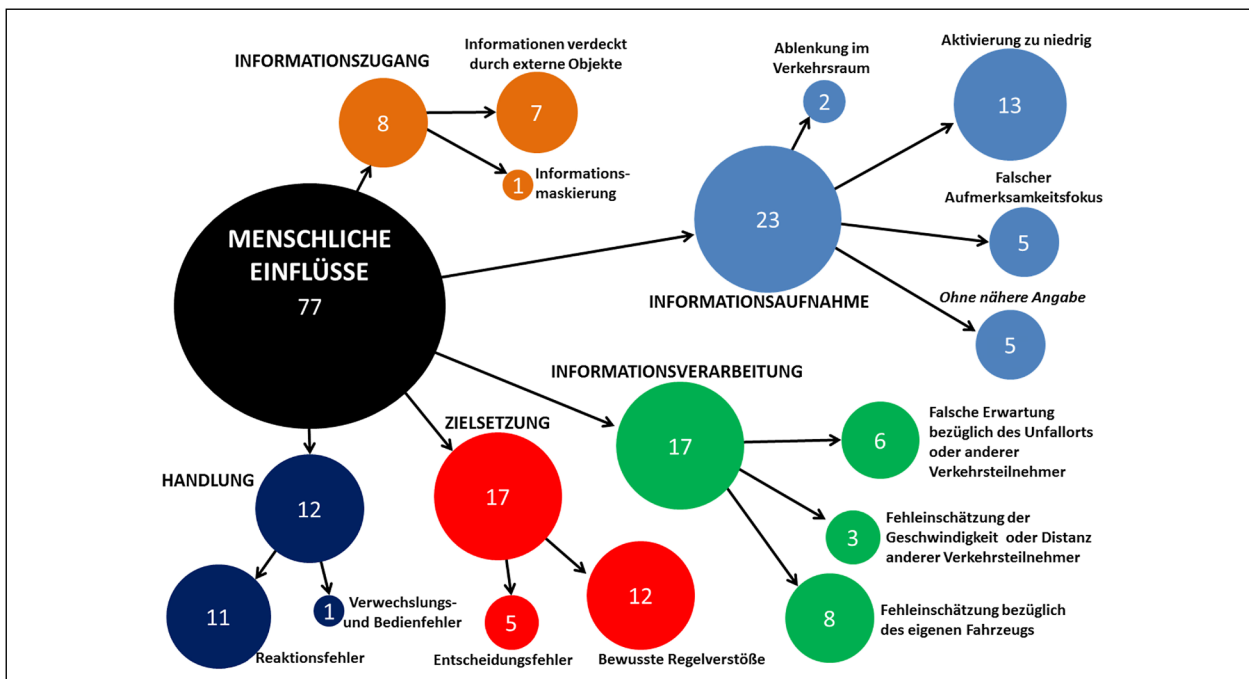 INFORMATIONSZUGANG
8
Informationen verdeckt
durch externe Objekte
7
1
Informations-
maskierung
MENSCHLICHE
EINFLÜSSE
77
Ablenkung im
Verkehrsraum
2
Aktivierung zu niedrig
13
23
INFORMATIONSAUFNAHME
Falscher
Aufmerksamkeitsfokus
5
Ohne nähere Angabe
5
INFORMATIONSVERARBEITUNG
17
6
Falsche Erwartung
bezüglich des Unfallorts
oder anderer
Verkehrsteilnehmer
3
Fehleinschätzung der
Geschwindigkeit oder Distanz
anderer Verkehrsteilnehmer
8
Fehleinschätzung bezüglich
des eigenen Fahrzeugs
ZIELSETZUNG
17
5
Entscheidungsfehler
12
Bewusste Regelverstöße
HANDLUNG
12
11
Reaktionsfehler
1
Verwechslungs-
und Bedienfehler